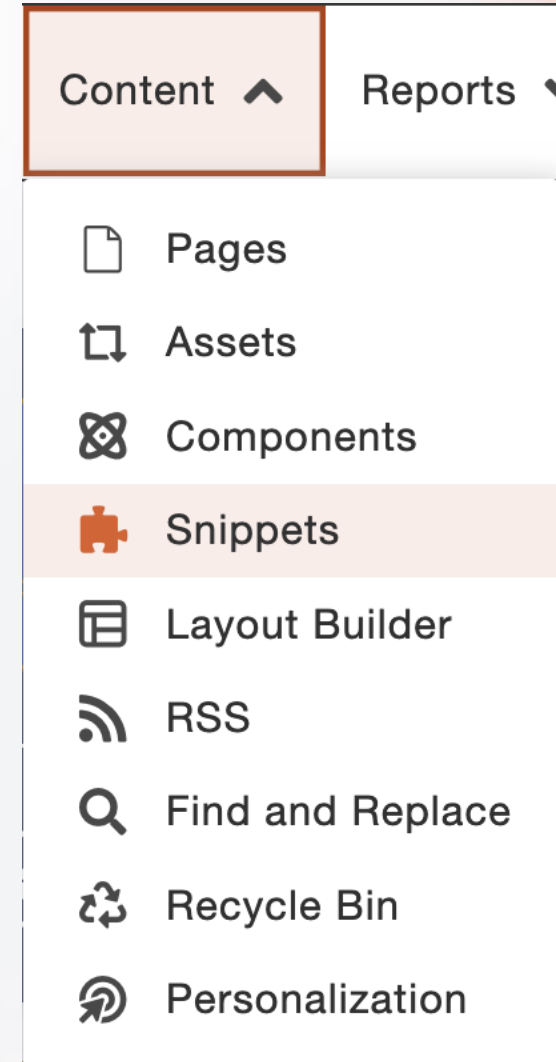 Content Reports
Pages
Assets
Components
Snippets
Layout Builder
RSS
Find and Replace
Recycle Bin
Personalization